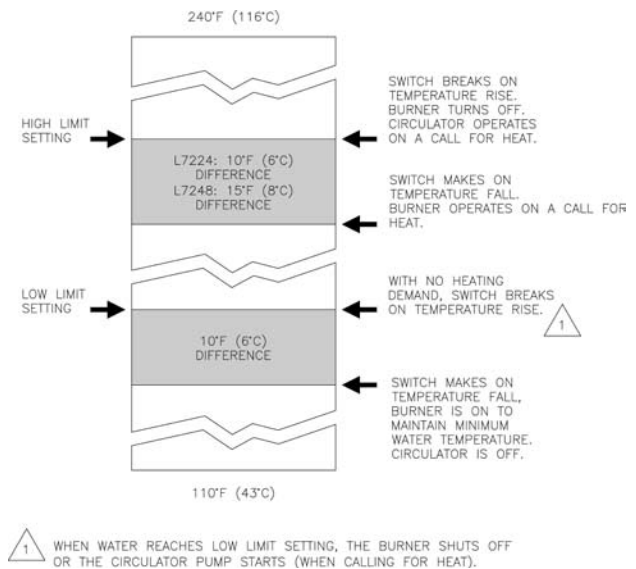 240°F (116°C)
HIGH LIMIT
SETTING
SWITCH BREAKS ON
TEMPERATURE RISE.
BURNER TURNS OFF.
CIRCULATOR OPERATES
ON A CALL FOR HEAT.
L7224: 10°F (6°C)
DIFFERENCE
L7248: 15°F (8°C)
DIFFERENCE
SWITCH MAKES ON
TEMPERATURE FALL.
BURNER OPERATES ON A CALL FOR
HEAT.
LOW LIMIT
SETTING
WITH NO HEATING
DEMAND, SWITCH BREAKS
ON TEMPERATURE RISE.
1
10°F (6°C)
DIFFERENCE
SWITCH MAKES ON
TEMPERATURE FALL,
BURNER IS ON TO
MAINTAIN MINIMUM
WATER TEMPERATURE.
CIRCULATOR IS OFF.
110°F (43°C)
1 WHEN WATER REACHES LOW LIMIT SETTING, THE BURNER SHUTS OFF
OR THE CIRCULATOR PUMP STARTS (WHEN CALLING FOR HEAT).